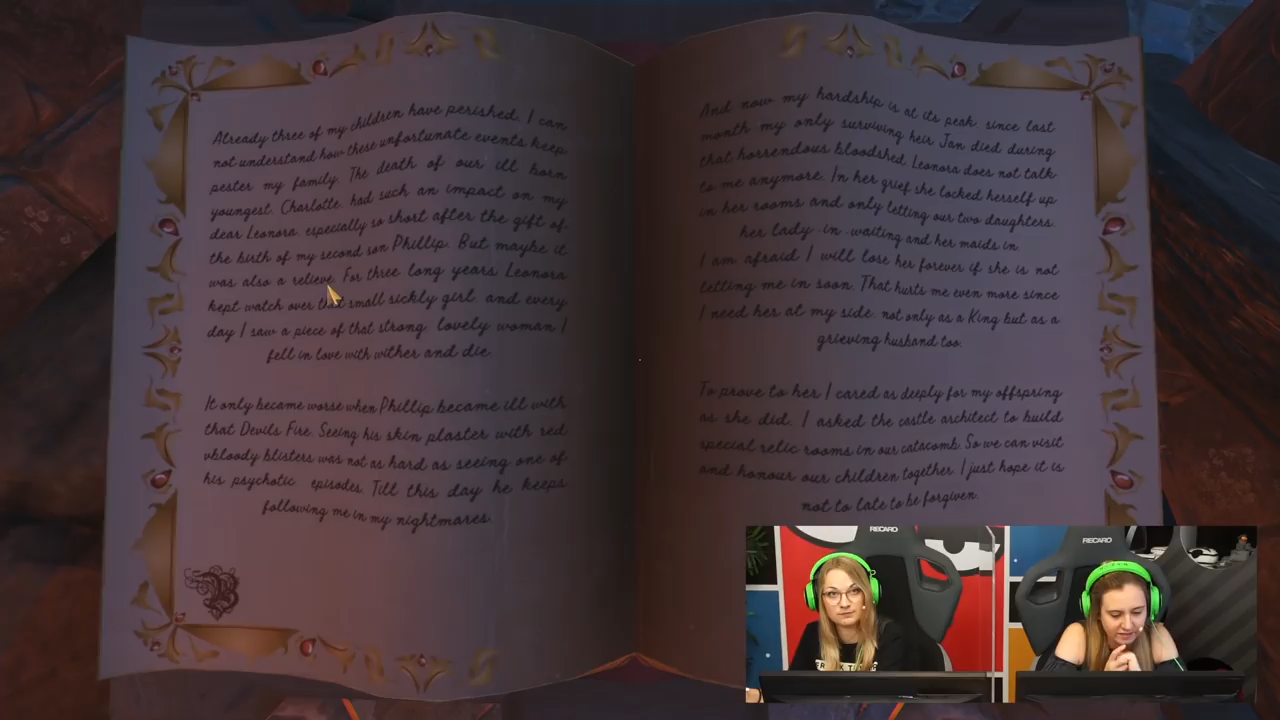 Already three of my children have perished. I can
not understand how these unfortunate events keep
pester my family. The death of our ill born
youngest, Charlotte, had such an impact on my
dear Leonora, especially so short after the gift of
the birth of my second son Phillip. But maybe it
was also a relieve. For three long years Leonora
kept watch over that small sickly girl, and every
day I saw a piece of that strong, lovely woman I
fell in love with wither and die.
It only became worse when Phillip became ill with
that Devils Fire. Seeing his skin plaster with red
vbloody blisters was not as hard as seeing one of
his psychotic episodes. Till this day he keeps
following me in my nightmares.
And now my hardship is at its peak, since last
month my only surviving heir Jan died during
that horrendous bloodshed. Leonora does not talk
to me anymore. In her grief she locked herself up
in her rooms and only letting our two daughters,
her lady-in-waiting and her maids in.
I am afraid I will lose her forever if she is not
letting me in soon. That hurts me even more since
I need her at my side, not only as a King but as a
grieving husband too.
To prove to her I cared as deeply for my offspring
as she did, I asked the castle architect to build
special relic rooms in our catacomb. So we can visit
and honour our children together. I just hope it is
not to late to be forgiven.
RECARO
RECARO